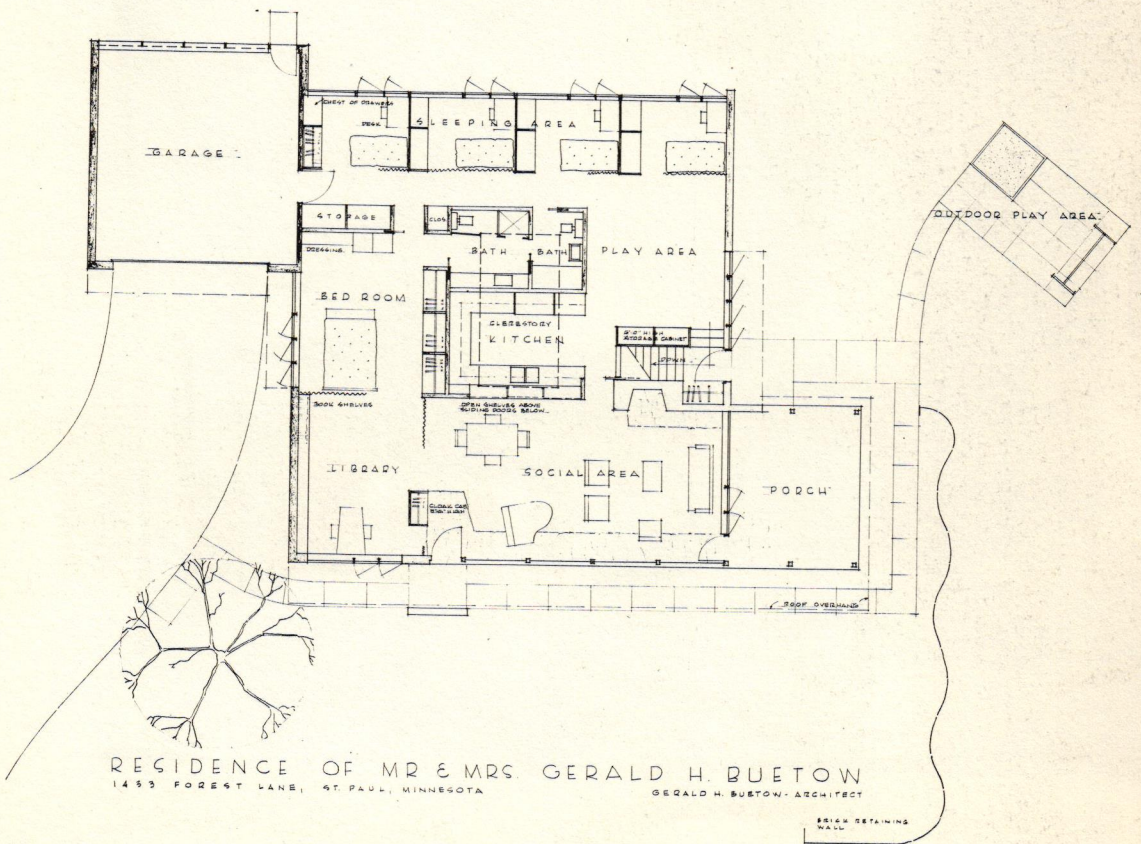 CHEST OF DRAWERS
DESK
SLEEPING AREA
GARAGE
STORAGE
CLOS.
BATH
BATH
PLAY AREA
OUTDOOR PLAY AREA
DRESSING
BED ROOM
CLERESTORY
KITCHEN
HIGH
STORAGE CABINET
DOWN
BOOK SHELVES
OPEN SHELVES ABOVE
SLIDING DOORS BELOW
LIBRARY
SOCIAL AREA
PORCH
CLOAK CAB
HIGH
ROOF OVERHANG
RESIDENCE OF MR & MRS. GERALD H. BUETOW
1453 FOREST LANE, ST. PAUL, MINNESOTA
GERALD H. BUETOW - ARCHITECT
BRICK RETAINING
WALL